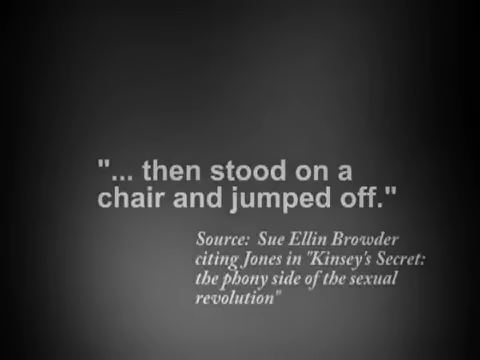 "... then stood on a
chair and jumped off."
Source:  Sue Ellin Browder
citing Jones in "Kinsey's Secret:
the phony side of the sexual
revolution"